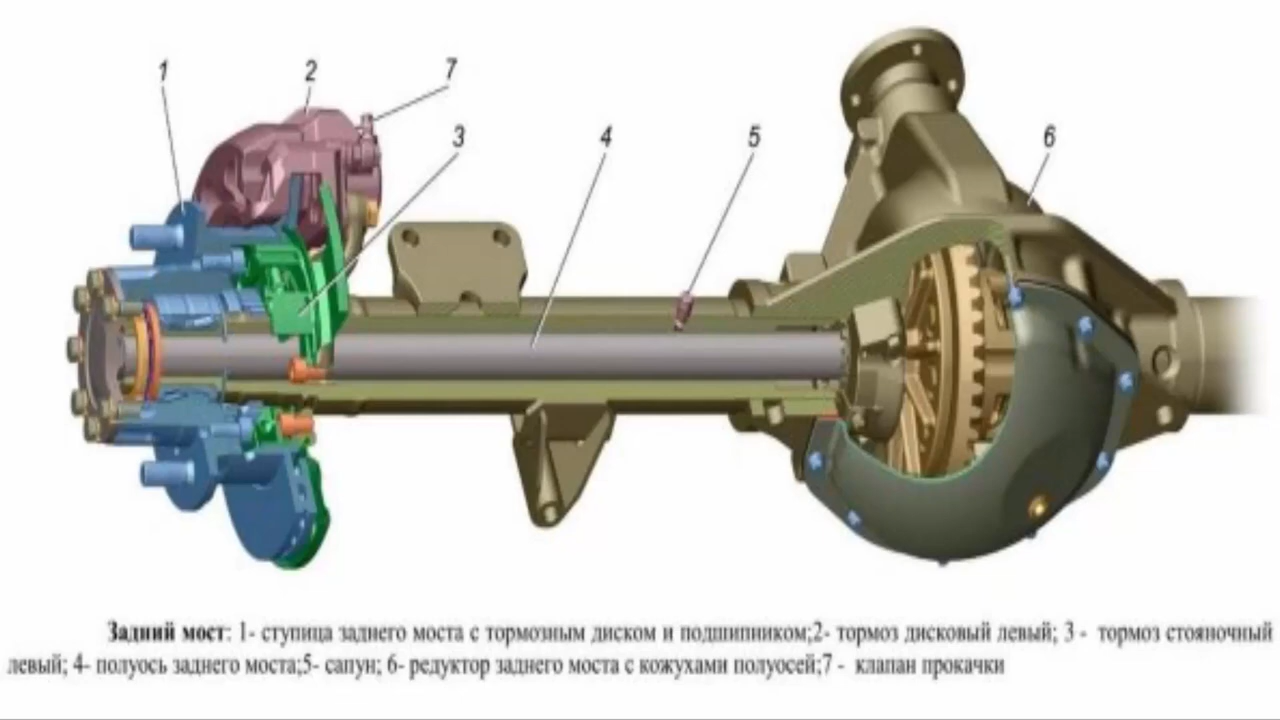 1 2 7
3 4 5 6
Задний мост: 1- ступица заднего моста с тормозным диском и подшипником;2- тормоз дисковый левый; 3 - тормоз стояночный
левый; 4- полуось заднего моста;5- сапун; 6- редуктор заднего моста с кожухами полуосей;7 - клапан прокачки